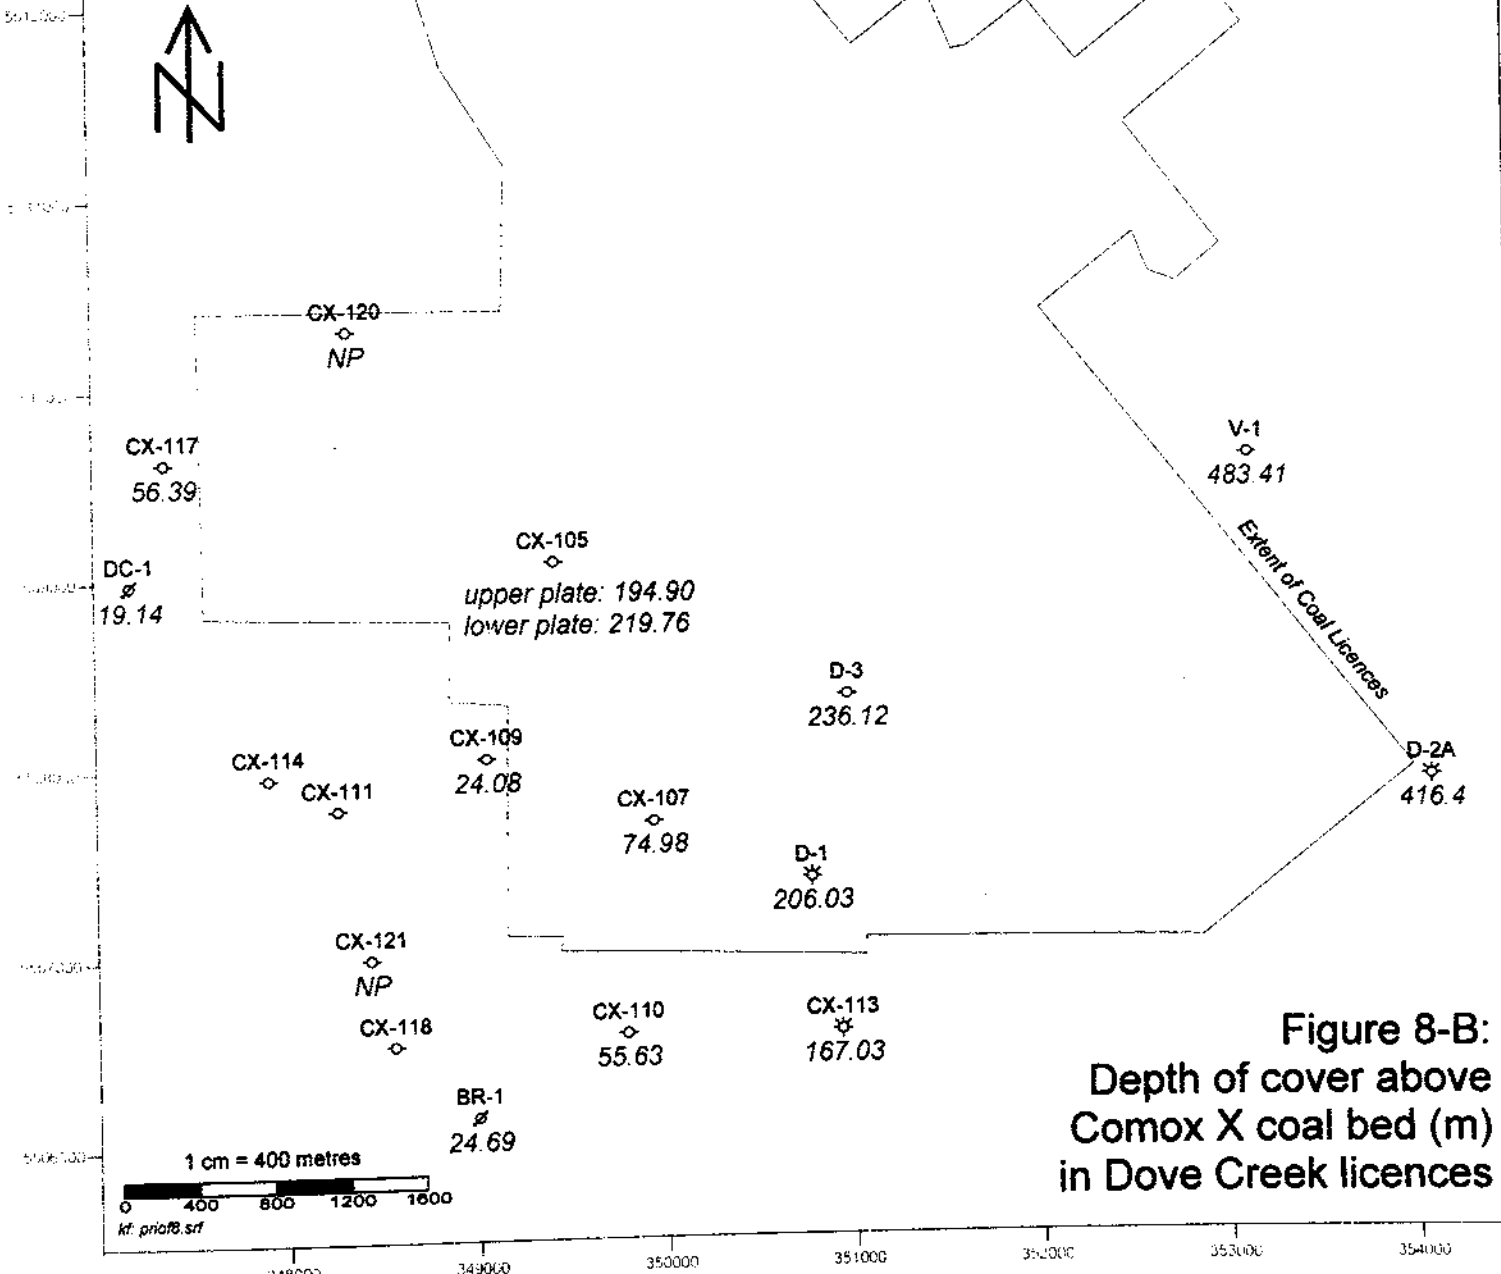 N
CX-120
NP
CX-117
56.39
V-1
483.41
CX-105
upper plate: 194.90
lower plate: 219.76
DC-1
19.14
Extent of Coal Licences
D-3
236.12
CX-109
24.08
CX-114
CX-111
CX-107
74.98
D-2A
416.4
D-1
206.03
CX-121
NP
CX-118
CX-110
55.63
CX-113
167.03
BR-1
24.69
Figure 8-B:
Depth of cover above
Comox X coal bed (m)
in Dove Creek licences
1 cm = 400 metres
0 400 800 1200 1600
349000 350000 351000 352000 353000 354000